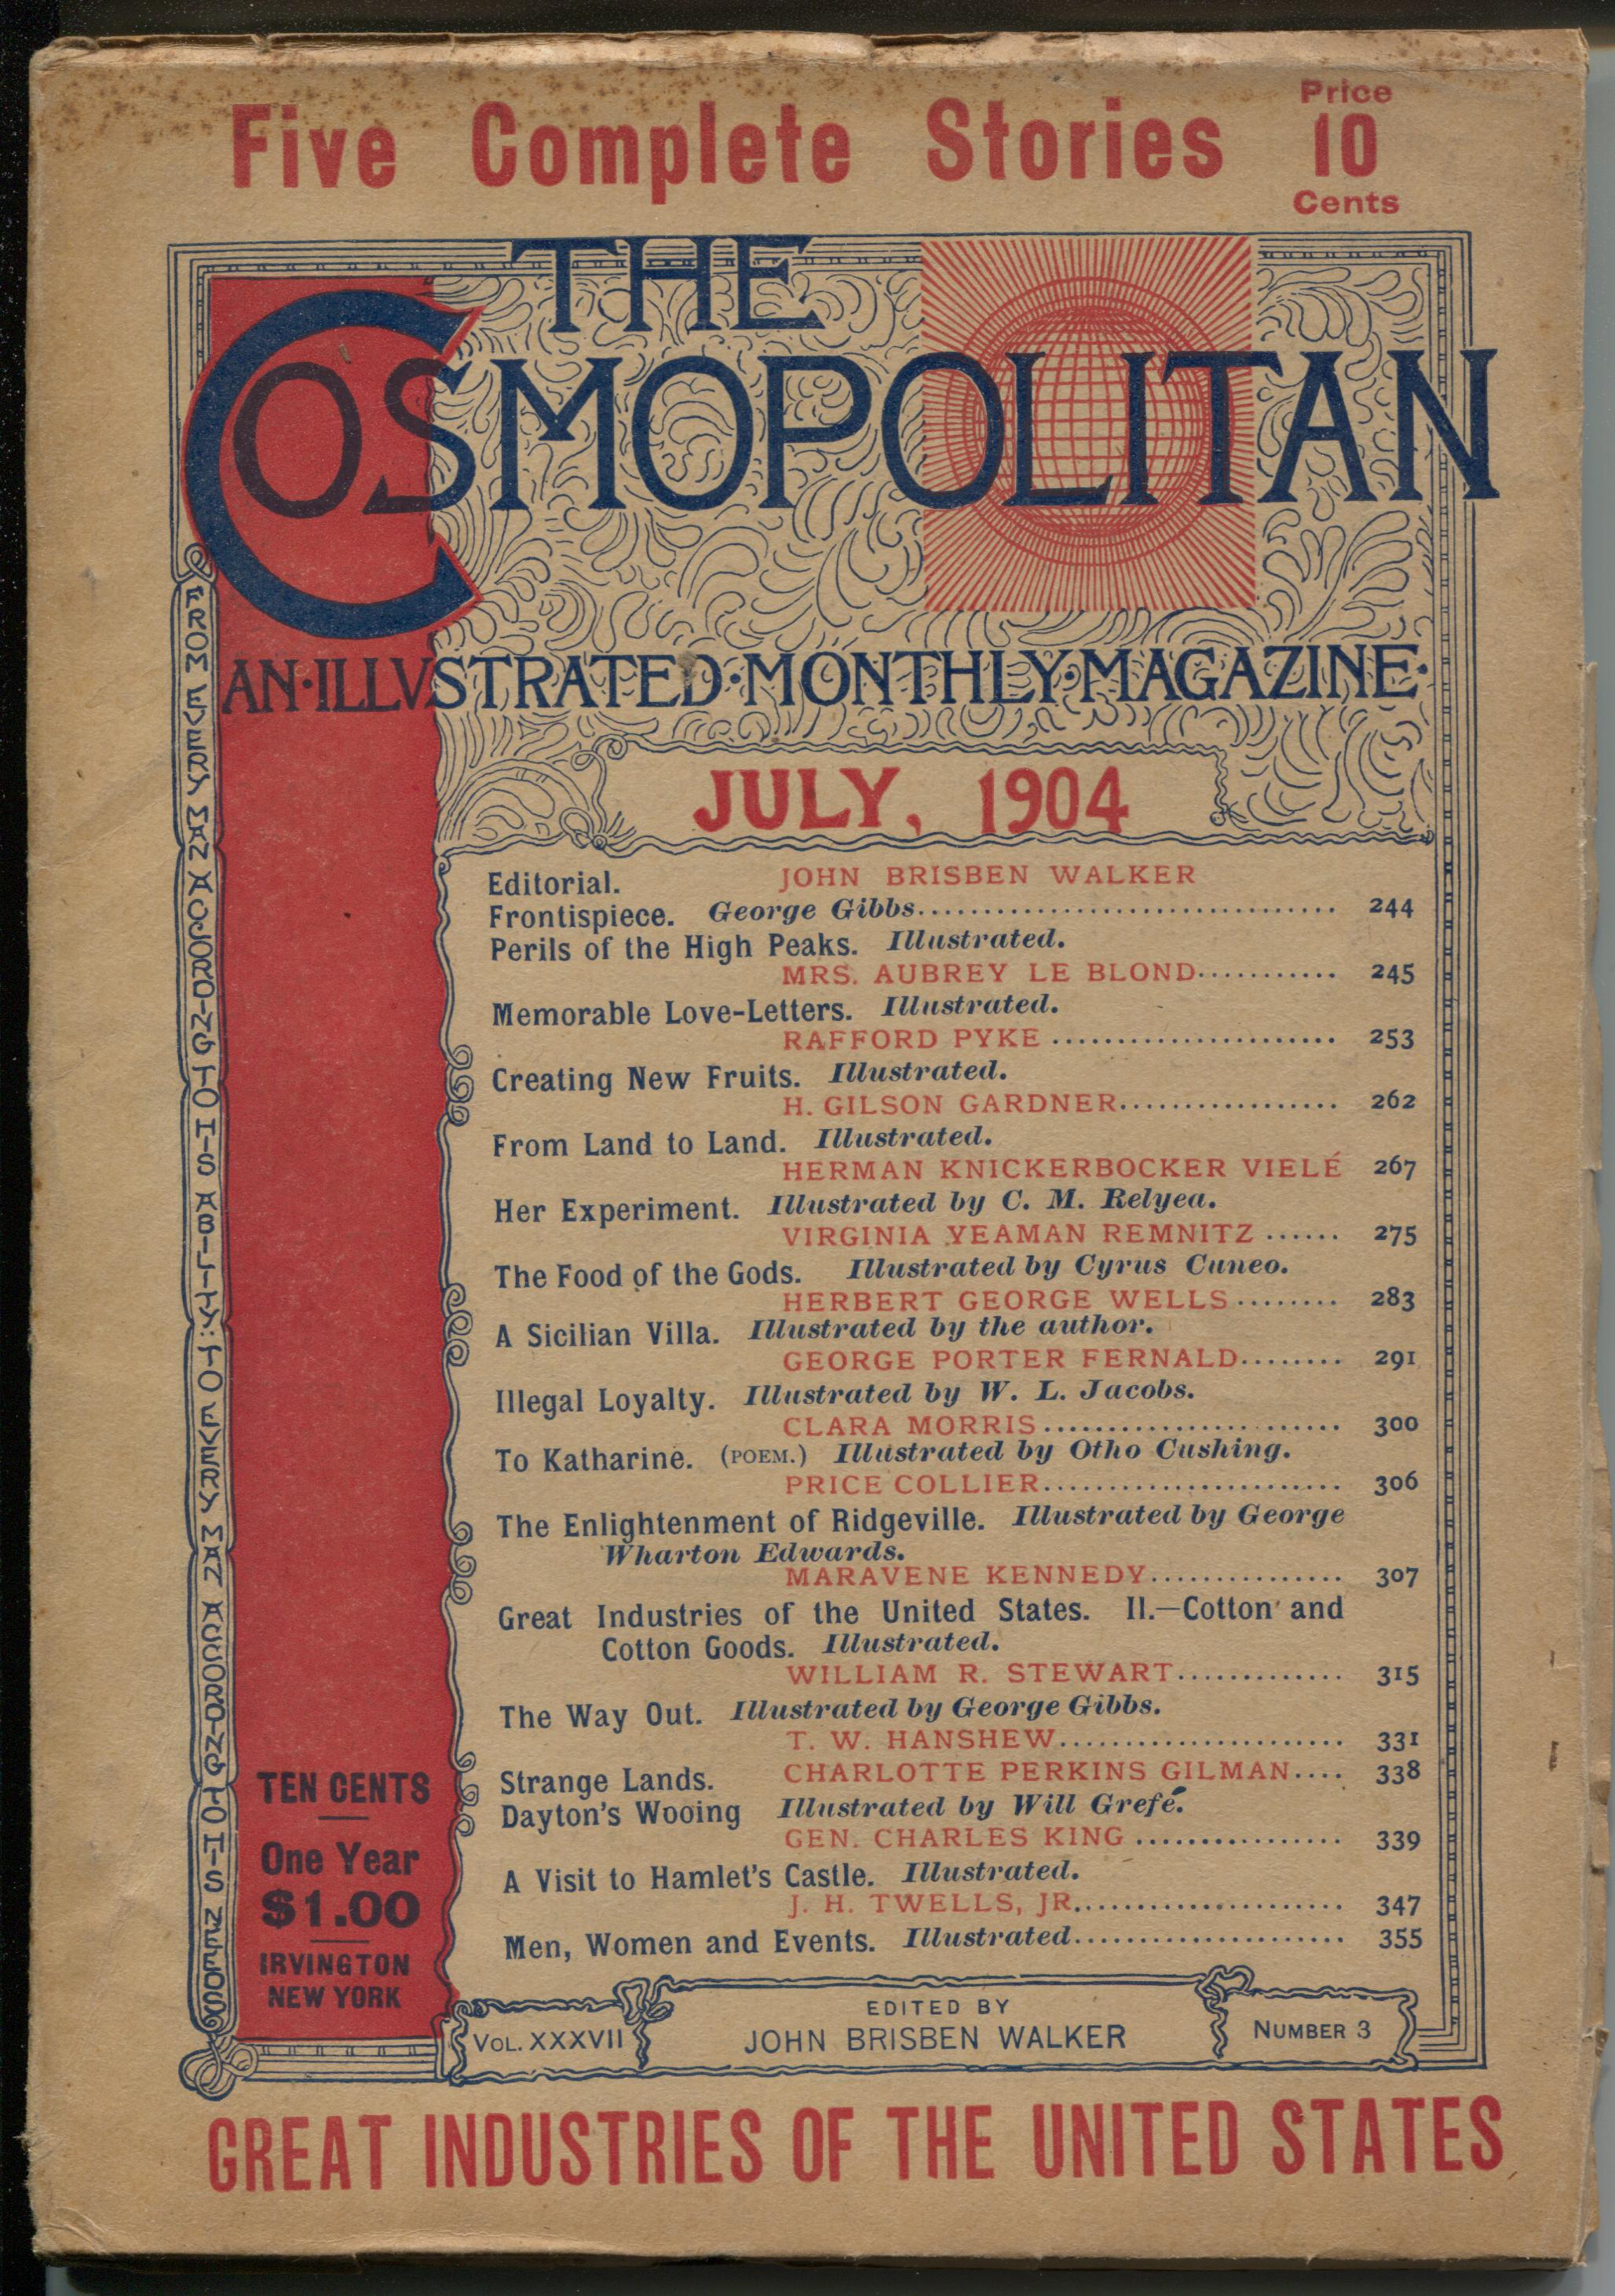 Five Complete Stories
Price
10
Cents
THE
COSMOPOLITAN
FROM EVERY MAN ACCORDING TO HIS ABILITY: TO EVERY MAN ACCORDING TO HIS NEEDS
AN·ILLVSTRATED·MONTHLY·MAGAZINE·
JULY, 1904
Editorial. JOHN BRISBEN WALKER
Frontispiece. George Gibbs................................ 244
Perils of the High Peaks. Illustrated.
MRS. AUBREY LE BLOND........... 245
Memorable Love-Letters. Illustrated.
RAFFORD PYKE ...................... 253
Creating New Fruits. Illustrated.
H. GILSON GARDNER................. 262
From Land to Land. Illustrated.
HERMAN KNICKERBOCKER VIELÉ 267
Her Experiment. Illustrated by C. M. Relyea.
VIRGINIA YEAMAN REMNITZ ...... 275
The Food of the Gods. Illustrated by Cyrus Cuneo.
HERBERT GEORGE WELLS........ 283
A Sicilian Villa. Illustrated by the author.
GEORGE PORTER FERNALD........ 291
Illegal Loyalty. Illustrated by W. L. Jacobs.
CLARA MORRIS....................... 300
To Katharine. (POEM.) Illustrated by Otho Cushing.
PRICE COLLIER....................... 306
The Enlightenment of Ridgeville. Illustrated by George
Wharton Edwards.
MARAVENE KENNEDY............... 307
Great Industries of the United States. II.—Cotton and
Cotton Goods. Illustrated.
WILLIAM R. STEWART............. 315
The Way Out. Illustrated by George Gibbs.
T. W. HANSHEW...................... 331
Strange Lands. CHARLOTTE PERKINS GILMAN.... 338
Dayton's Wooing Illustrated by Will Grefé.
GEN. CHARLES KING ................ 339
A Visit to Hamlet's Castle. Illustrated.
J. H. TWELLS, JR..................... 347
Men, Women and Events. Illustrated..................... 355
TEN CENTS
One Year
$1.00
IRVINGTON
NEW YORK
VOL. XXXVII
EDITED BY
JOHN BRISBEN WALKER
NUMBER 3
GREAT INDUSTRIES OF THE UNITED STATES